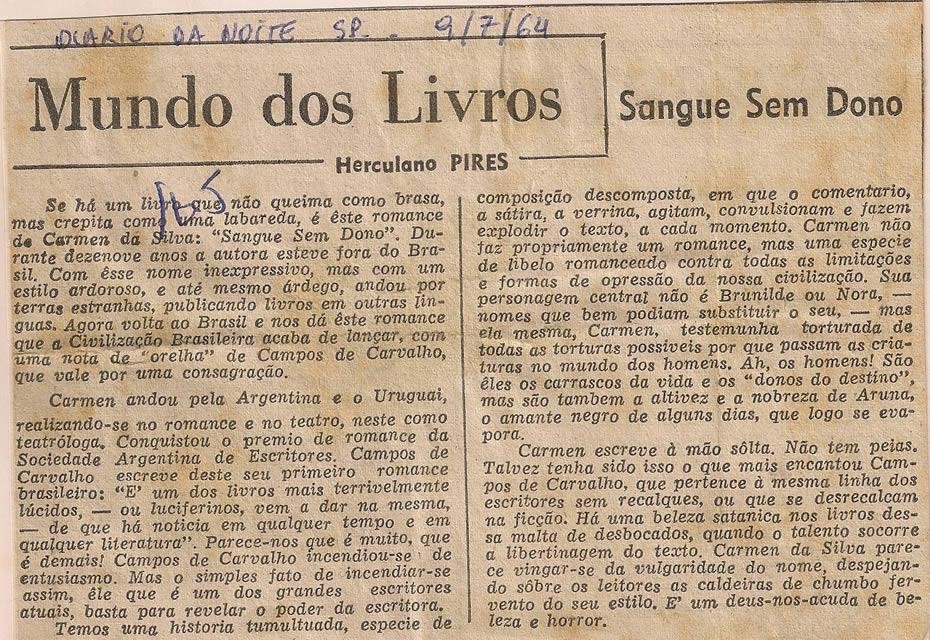 DIARIO DA NOITE SP. - 9/7/64
Mundo dos Livros
Sangue Sem Dono
Herculano PIRES
Se há um livro que não queima como brasa,
mas crepita como uma labareda, é êste romance
de Carmen da Silva: "Sangue Sem Dono". Du-
rante dezenove anos a autora esteve fora do Bra-
sil. Com êsse nome inexpressivo, mas com um
estilo ardoroso, e até mesmo árdego, andou por
terras estranhas, publicando livros em outras lín-
guas. Agora volta ao Brasil e nos dá êste romance
que a Civilização Brasileira acaba de lançar, com
uma nota de "orelha" de Campos de Carvalho,
que vale por uma consagração.
Carmen andou pela Argentina e o Uruguai,
realizando-se no romance e no teatro, neste como
teatróloga. Conquistou o premio de romance da
Sociedade Argentina de Escritores. Campos de
Carvalho escreve deste seu primeiro romance
brasileiro: "E' um dos livros mais terrivelmente
lúcidos, — ou luciferinos, vem a dar na mesma,
— de que há noticia em qualquer tempo e em
qualquer literatura". Parece-nos que é muito, que
é demais! Campos de Carvalho incendiou-se de
entusiasmo. Mas o simples fato de incendiar-se
assim, êle que é um dos grandes escritores
atuais, basta para revelar o poder da escritora.
Temos uma historia tumultuada, especie de
composição descomposta, em que o comentario,
a sátira, a verrina, agitam, convulsionam e fazem
explodir o texto, a cada momento. Carmen não
faz propriamente um romance, mas uma especie
de libelo romanceado contra todas as limitações
e formas de opressão da nossa civilização. Sua
personagem central não é Brunilde ou Nora, —
nomes que bem podiam substituir o seu, — mas
ela mesma, Carmen, testemunha torturada de
todas as torturas possiveis por que passam as cria-
turas no mundo dos homens. Ah, os homens! São
êles os carrascos da vida e os "donos do destino",
mas são tambem a altivez e a nobreza de Aruna,
o amante negro de alguns dias, que logo se eva-
pora.
Carmen escreve à mão sôlta. Não tem peias.
Talvez tenha sido isso o que mais encantou Cam-
pos de Carvalho, que pertence à mesma linha dos
escritores sem recalques, ou que se desrecalcam
na ficção. Há uma beleza satanica nos livros des-
sa malta de desbocados, quando o talento socorre
a libertinagem do texto. Carmen da Silva pare-
ce vingar-se da vulgaridade do nome, despejan-
do sôbre os leitores as caldeiras de chumbo fer-
vento do seu estilo. E' um deus-nos-acuda de be-
leza e horror.